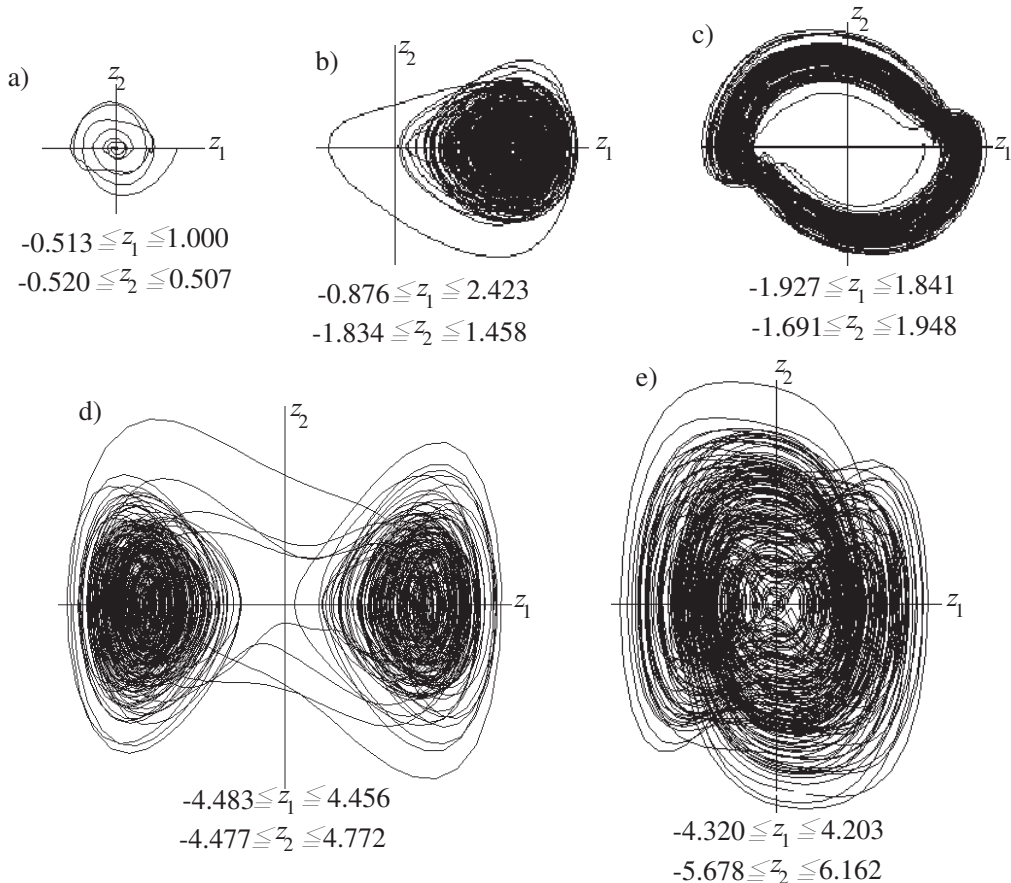 a)
z2
z1
-0.513 ≦ z1 ≦ 1.000
-0.520 ≦ z2 ≦ 0.507
b)
z2
z1
-0.876 ≦ z1 ≦ 2.423
-1.834 ≦ z2 ≦ 1.458
c)
z2
z1
-1.927 ≦ z1 ≦ 1.841
-1.691 ≦ z2 ≦ 1.948
d)
z2
z1
-4.483 ≦ z1 ≦ 4.456
-4.477 ≦ z2 ≦ 4.772
e)
z2
z1
-4.320 ≦ z1 ≦ 4.203
-5.678 ≦ z2 ≦ 6.162